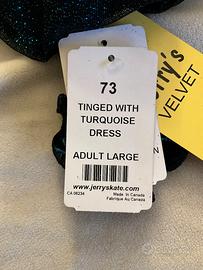 73
TINGED WITH
TURQUOISE
DRESS
ADULT LARGE
www.jerryskate.com
Made In Canada
CA 06234
Fabrique Au Canada
rry's
VELVET
N